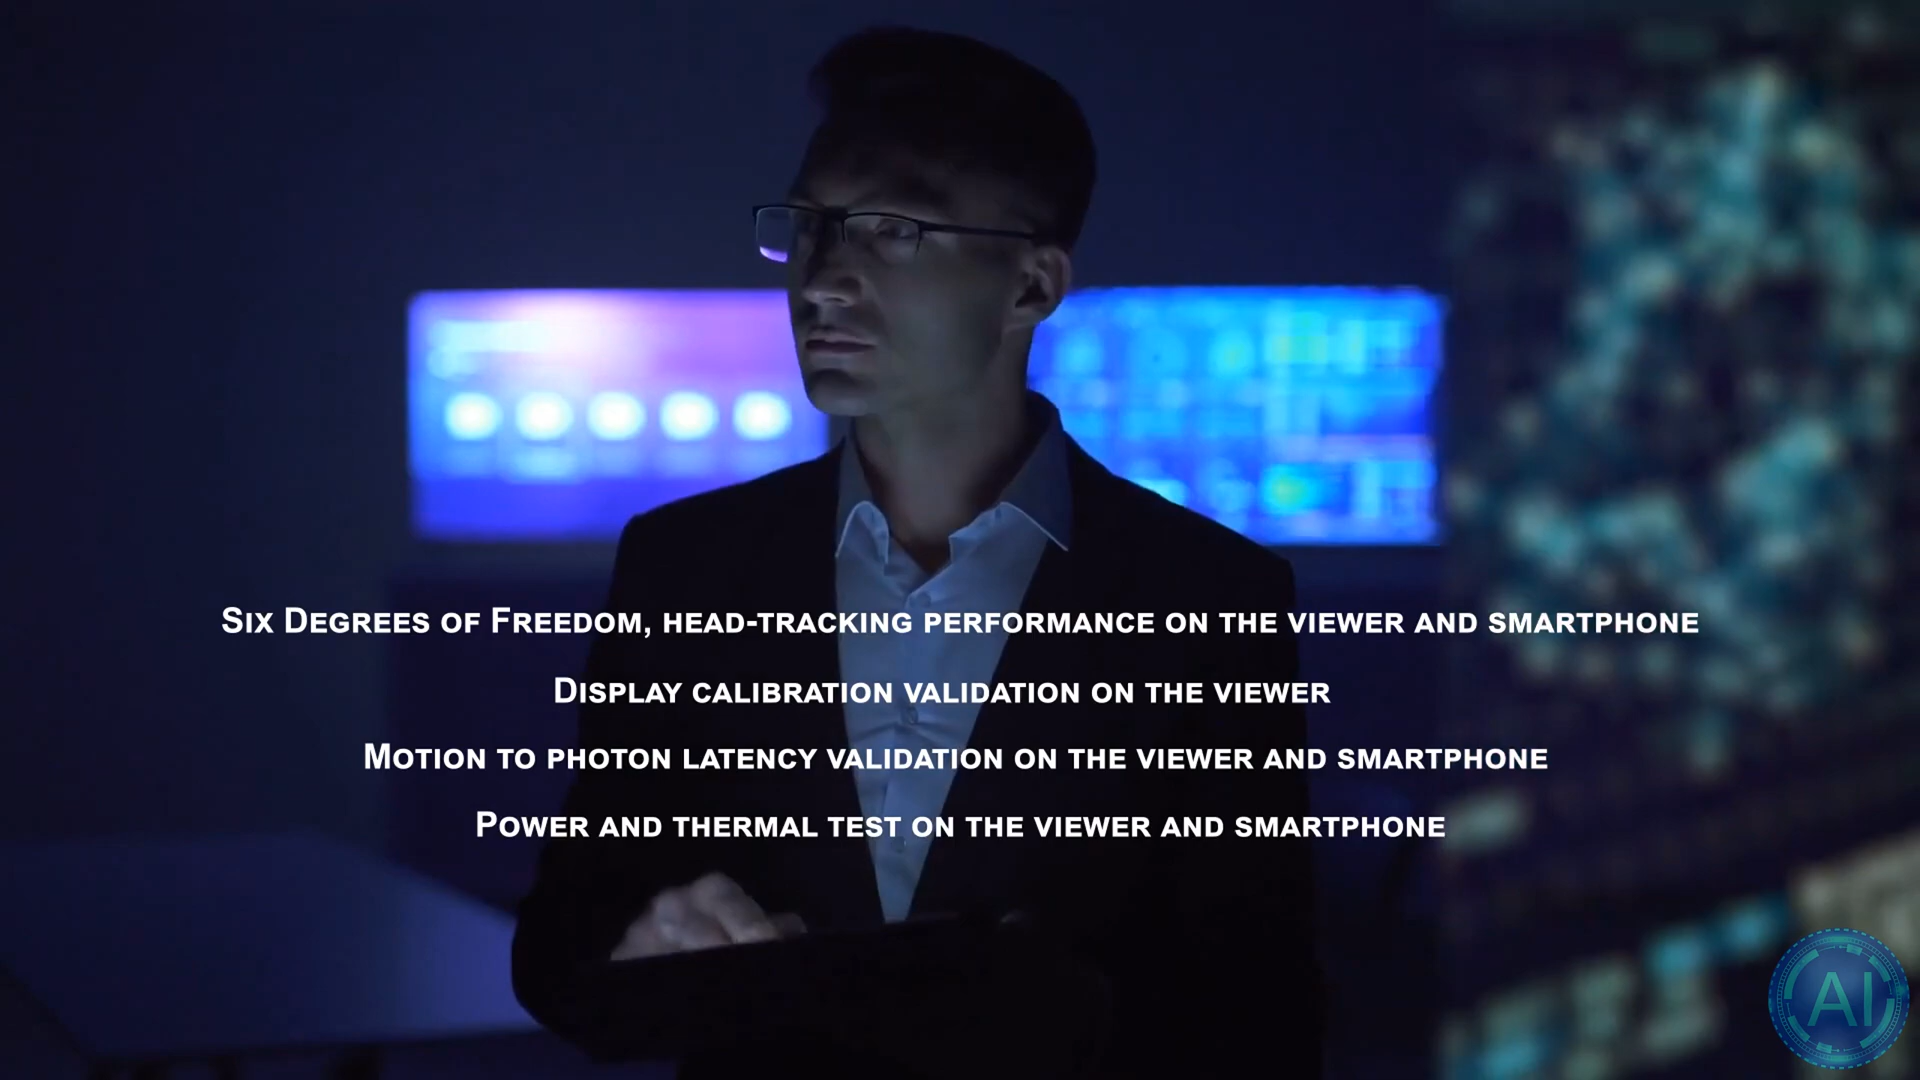 Six Degrees of Freedom, head-tracking performance on the viewer and smartphone
Display calibration validation on the viewer
Motion to photon latency validation on the viewer and smartphone
Power and thermal test on the viewer and smartphone
AI